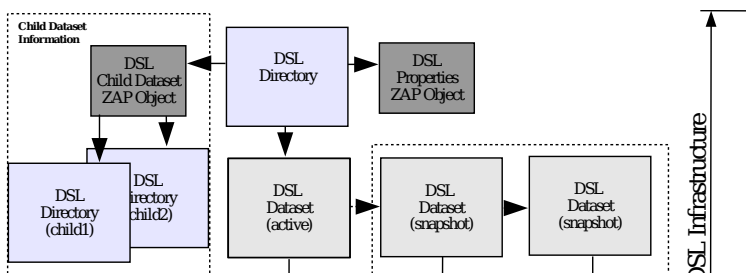 Child Dataset
Information
DSL
Child Dataset
ZAP Object
DSL
Directory
DSL
Properties
ZAP Object
DSL
Directory
(child1)
DSL
irectory
child2)
DSL
Dataset
(active)
DSL
Dataset
(snapshot)
DSL
Dataset
(snapshot)
DSL Infrastructure